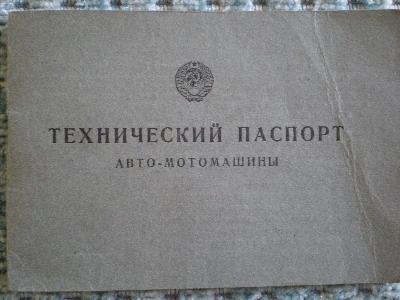 ТЕХНИЧЕСКИЙ ПАСПОРТ
АВТО-МОТОМАШИНЫ